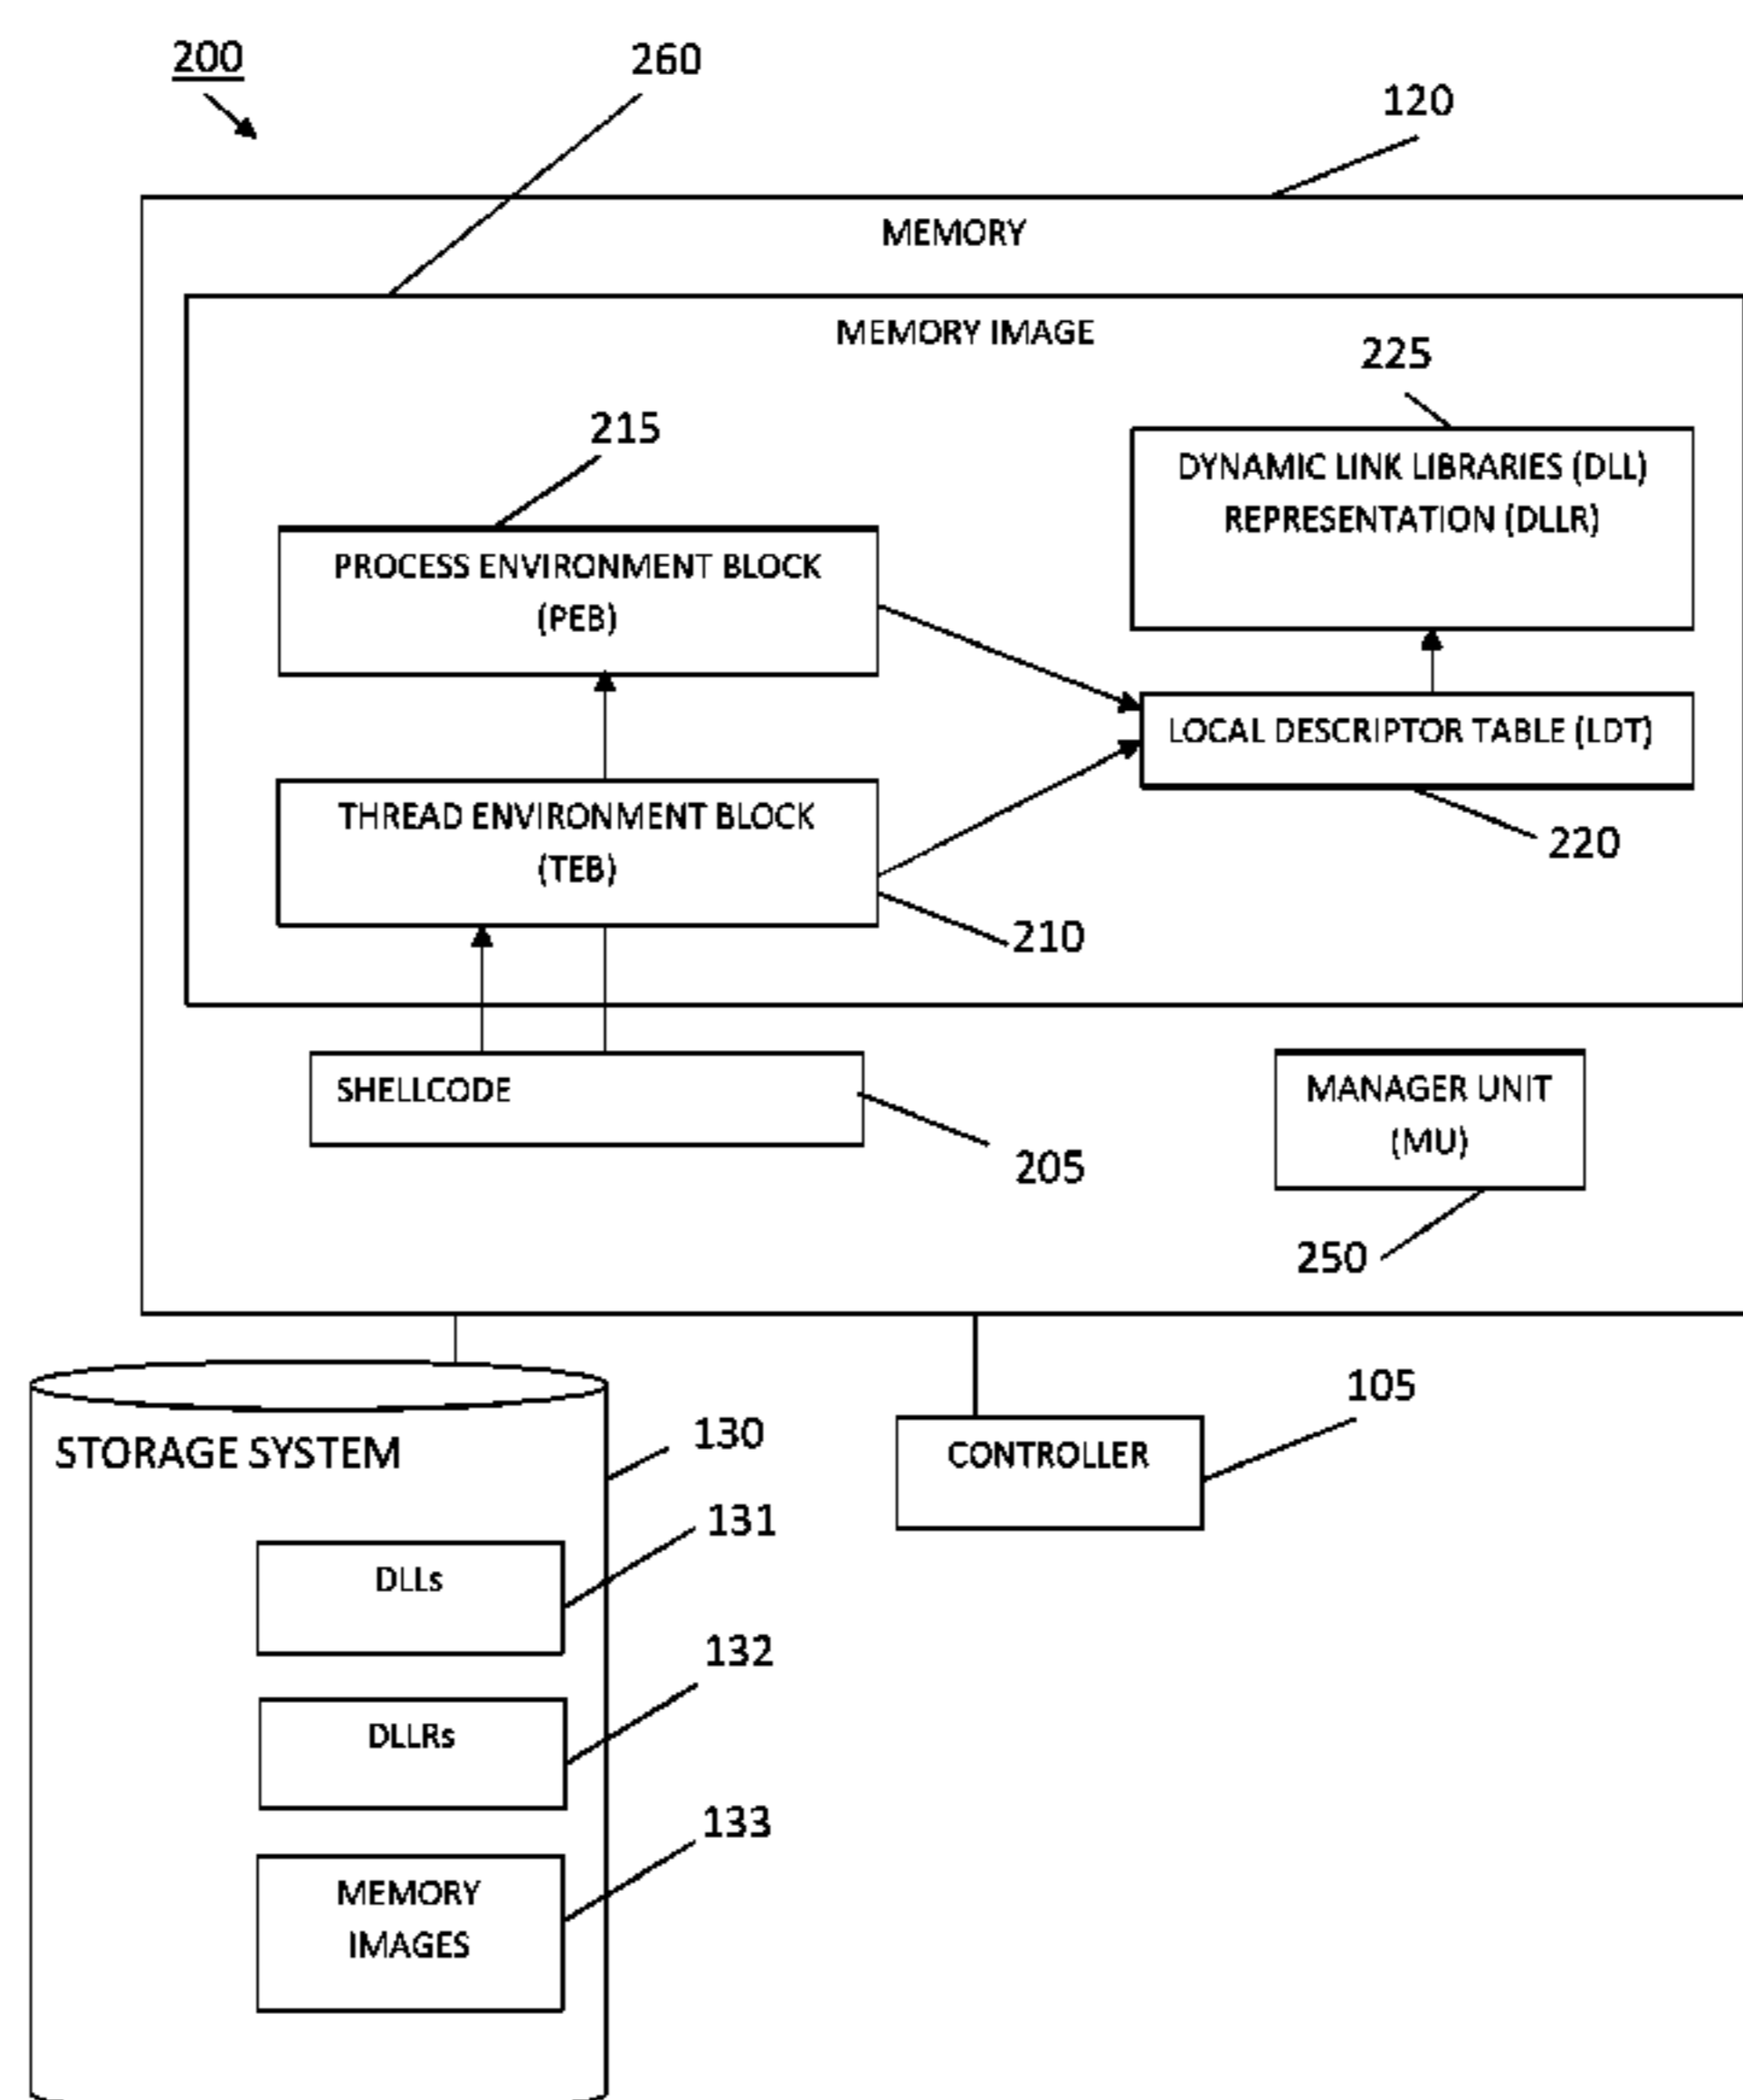 200
260
120
MEMORY
MEMORY IMAGE
225
215
DYNAMIC LINK LIBRARIES (DLL)
REPRESENTATION (DLLR)
PROCESS ENVIRONMENT BLOCK
(PEB)
LOCAL DESCRIPTOR TABLE (LDT)
THREAD ENVIRONMENT BLOCK
(TEB)
220
210
SHELLCODE
MANAGER UNIT
(MU)
205
250
105
STORAGE SYSTEM
130
CONTROLLER
131
DLLs
132
DLLRs
133
MEMORY
IMAGES